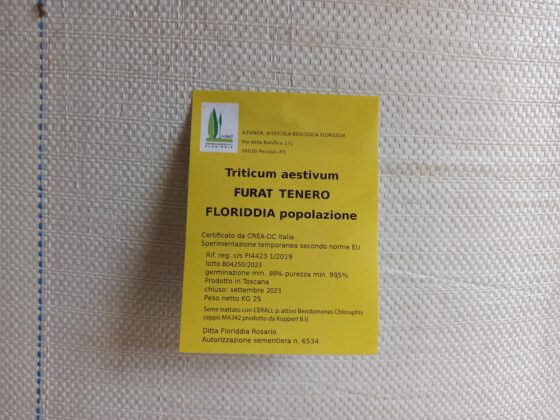 AZIENDA AGRICOLA BIOLOGICA FLORIDDIA
Via della Bonifica 171
56030 Peccioli (PI)
FLORIDDIA
Triticum aestivum
FURAT TENERO
FLORIDDIA popolazione
Certificato da CREA-DC Italia
Sperimentazione temporanea secondo norme EU
Rif. reg. c/s PI4423 1/2019
lotto B04250/2023
germinazione min. 89% purezza min. 99,5%
Prodotto in Toscana
chiuso: settembre 2023
Peso netto KG 25
Seme trattato con CERALL p.attivo Bendomonas Chloraphis
ceppo MA342 prodotto da Koppert B.V.
Ditta Floriddia Rosario
Autorizzazione sementiera n. 6534